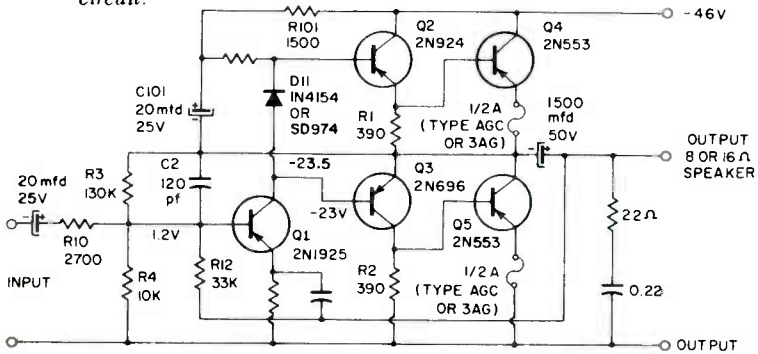 circuit.
R101
1500
Q2
2N924
Q4
2N553
-46V
C101
20mfd
25V
D11
IN4154
OR
SD974
R1
390
1/2A
(TYPE AGC
OR 3AG)
1500
mfd
50V
OUTPUT
8 OR 16Ω
SPEAKER
R3
130K
C2
120
pf
-23.5
Q3
2N696
-23V
20mfd
25V
R10
2700
1.2V
Q1
2N1925
Q5
2N553
22Ω
INPUT
R4
10K
R12
33K
R2
390
1/2A
(TYPE AGC
OR 3AG)
0.22
OUTPUT